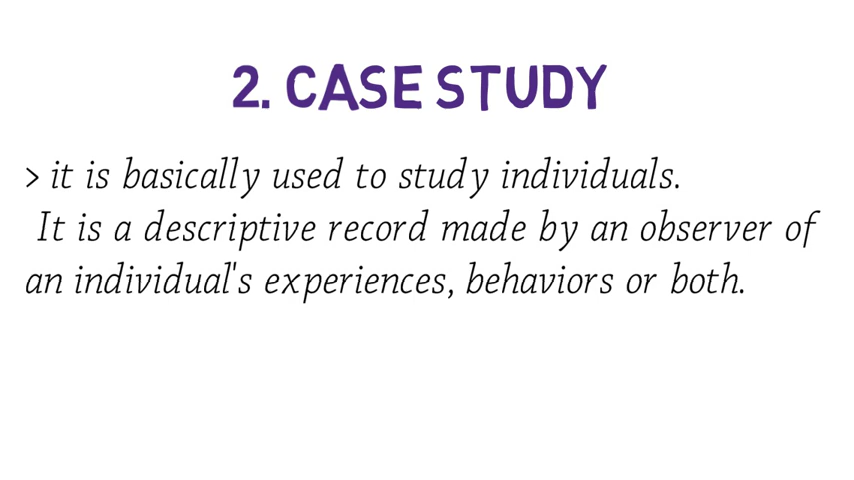 2. CASE STUDY
> it is basically used to study individuals.
It is a descriptive record made by an observer of
an individual's experiences, behaviors or both.